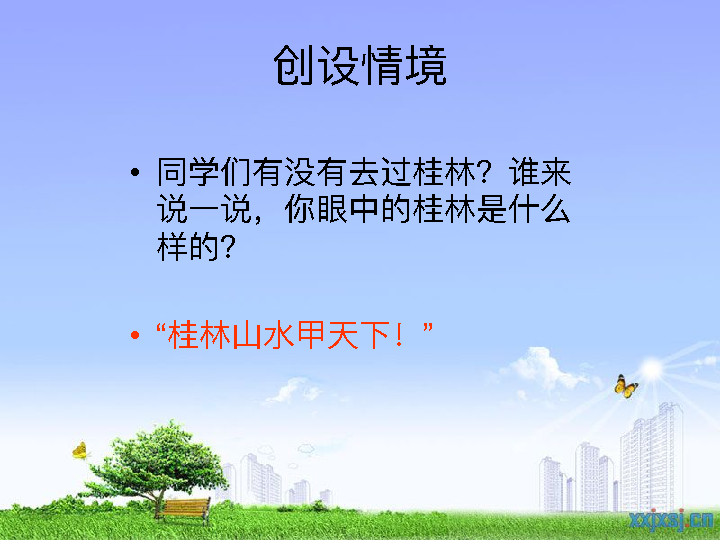 创设情境
• 同学们有没有去过桂林？谁来
说一说，你眼中的桂林是什么
样的？
• “桂林山水甲天下！”
xxjxsj.cn